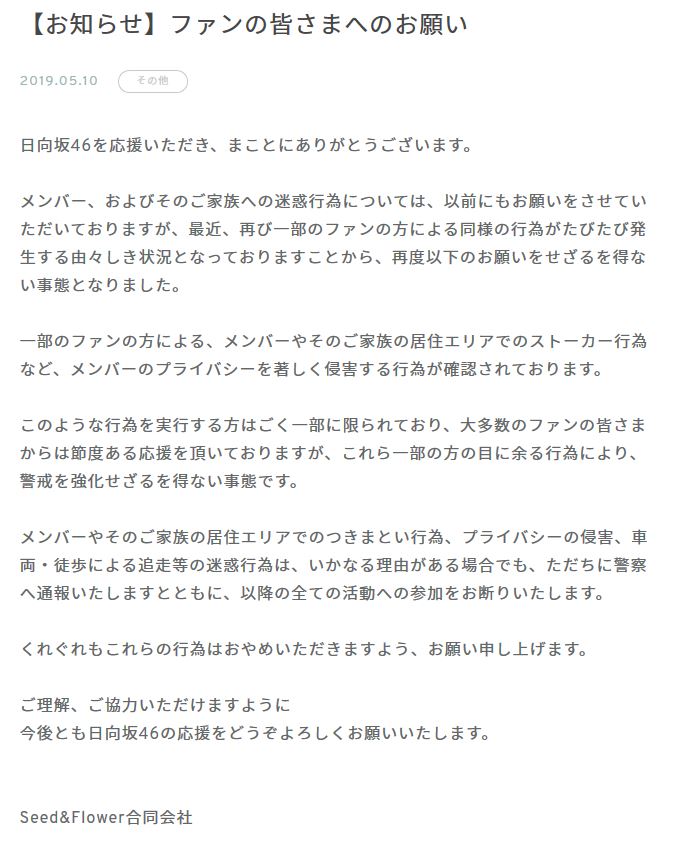 【お知らせ】ファンの皆さまへのお願い
2019.05.10 その他
日向坂46を応援いただき、まことにありがとうございます。
メンバー、およびそのご家族への迷惑行為については、以前にもお願いをさせてい
ただいておりますが、最近、再び一部のファンの方による同様の行為がたびたび発
生する由々しき状況となっておりますことから、再度以下のお願いをせざるを得な
い事態となりました。
一部のファンの方による、メンバーやそのご家族の居住エリアでのストーカー行為
など、メンバーのプライバシーを著しく侵害する行為が確認されております。
このような行為を実行する方はごく一部に限られており、大多数のファンの皆さま
からは節度ある応援を頂いておりますが、これら一部の方の目に余る行為により、
警戒を強化せざるを得ない事態です。
メンバーやそのご家族の居住エリアでのつきまとい行為、プライバシーの侵害、車
両・徒歩による追走等の迷惑行為は、いかなる理由がある場合でも、ただちに警察
へ通報いたしますとともに、以降の全ての活動への参加をお断りいたします。
くれぐれもこれらの行為はおやめいただきますよう、お願い申し上げます。
ご理解、ご協力いただけますように
今後とも日向坂46の応援をどうぞよろしくお願いいたします。
Seed&Flower合同会社